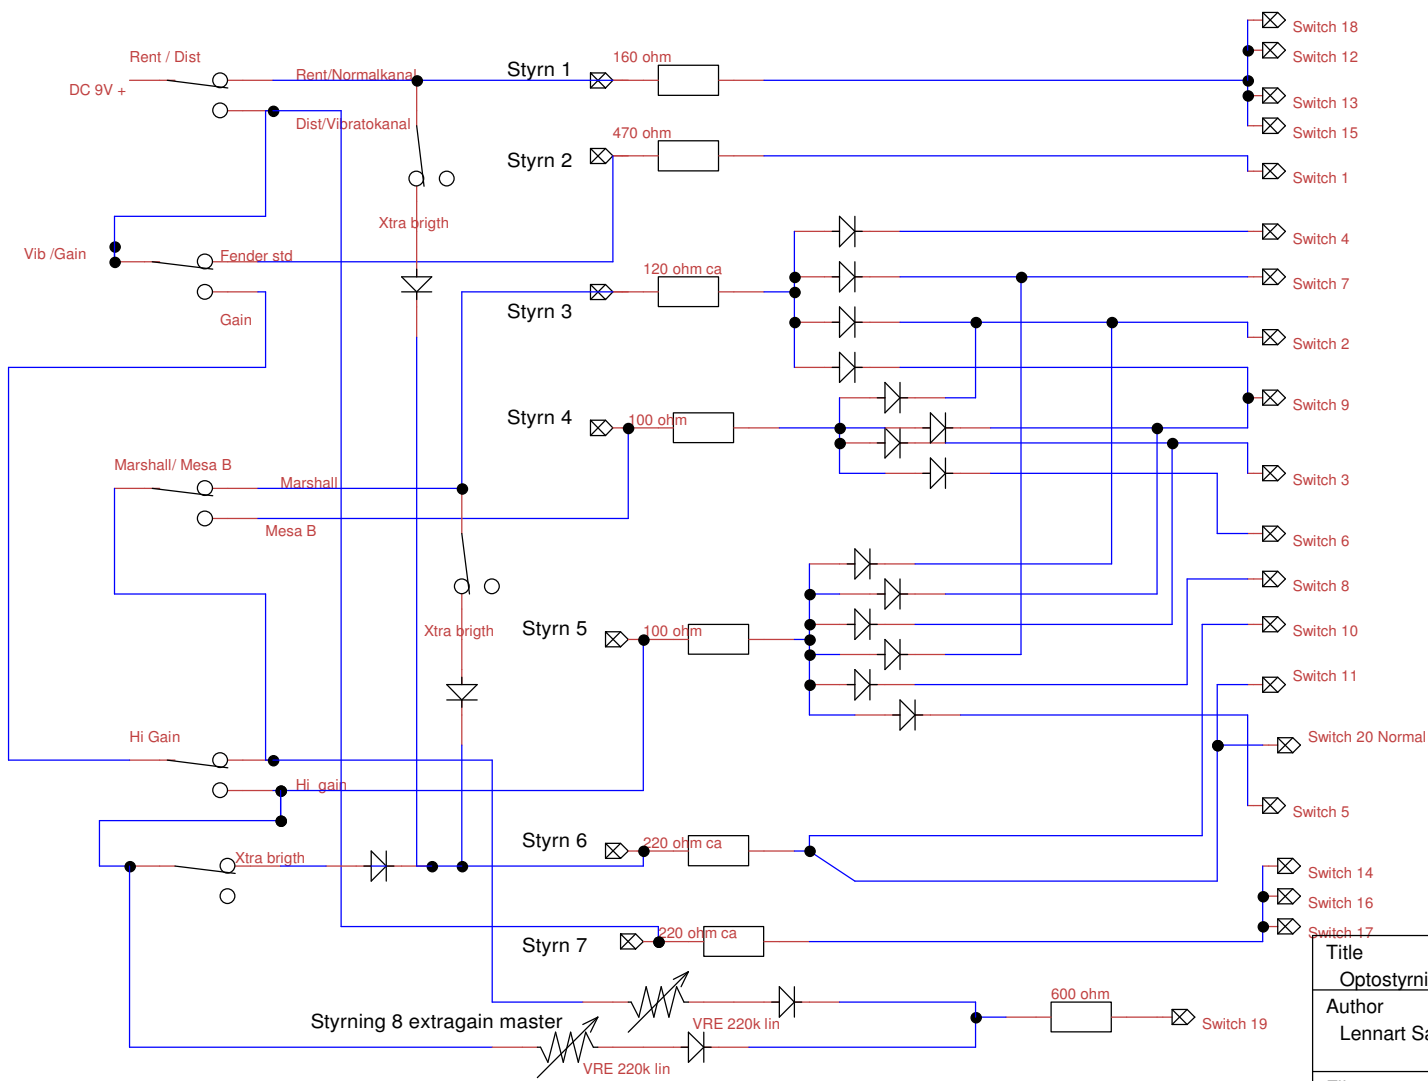 Rent / Dist
DC 9V +
Rent/Normalkanal
Dist/Vibratokanal
Styrn 1
160 ohm
Switch 18
Switch 12
Switch 13
Switch 15
Styrn 2
470 ohm
Switch 1
Xtra brigth
Vib /Gain
Fender std
Gain
Styrn 3
120 ohm ca
Switch 4
Switch 7
Switch 2
Switch 9
Styrn 4
100 ohm
Switch 3
Switch 6
Marshall/ Mesa B
Marshall
Mesa B
Xtra brigth
Styrn 5
100 ohm
Switch 8
Switch 10
Switch 11
Switch 20 Normal
Switch 5
Hi Gain
Hi gain
Xtra brigth
Styrn 6
220 ohm ca
Switch 14
Switch 16
Switch 17
Styrn 7
220 ohm ca
Styrning 8 extragain master
VRE 220k lin
VRE 220k lin
600 ohm
Switch 19
Title
Optostyrni
Author
Lennart Sa